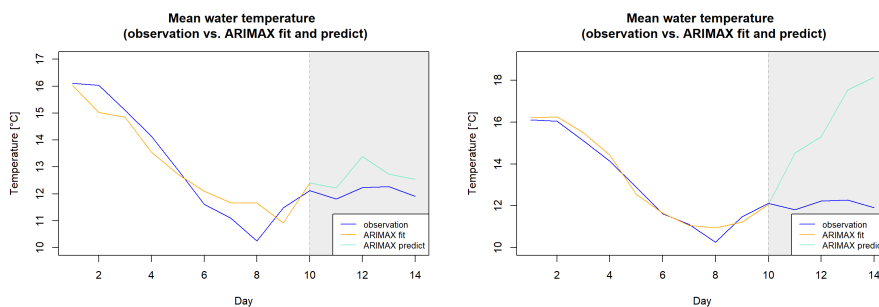 Mean water temperature
(observation vs. ARIMAX fit and predict)
Temperature [°C]
17
16
15
14
13
12
11
10
2
4
6
8
10
12
14
Day
observation
ARIMAX fit
ARIMAX predict
Mean water temperature
(observation vs. ARIMAX fit and predict)
Temperature [°C]
18
16
14
12
10
2
4
6
8
10
12
14
Day
observation
ARIMAX fit
ARIMAX predict